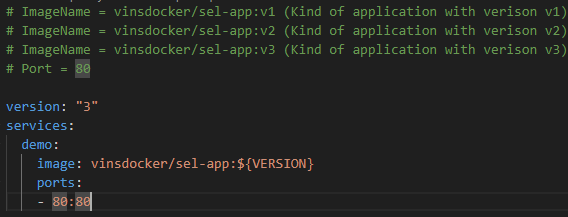 # ImageName = vinsdocker/sel-app:v1 (Kind of application with verison v1)
# ImageName = vinsdocker/sel-app:v2 (Kind of application with verison v2)
# ImageName = vinsdocker/sel-app:v3 (Kind of application with verison v3)
# Port = 80
version: "3"
services:
demo:
image: vinsdocker/sel-app:${VERSION}
ports:
- 80:80